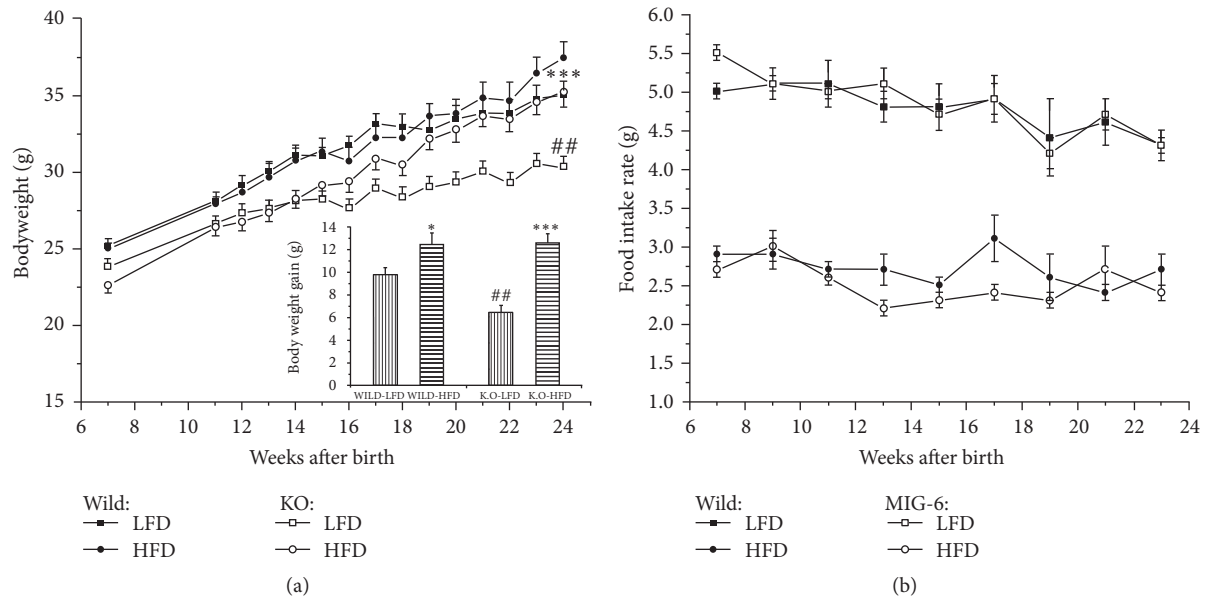 40
35
30
25
20
15
Bodyweight (g)
***
##
14
12
10
8
6
4
2
0
Body weight gain (g)
*
##
***
WILD-LFD WILD-HFD K.O-LFD K.O-HFD
6 8 10 12 14 16 18 20 22 24
Weeks after birth
Wild: KO:
LFD LFD
HFD HFD
(a)
6.0
5.5
5.0
4.5
4.0
3.5
3.0
2.5
2.0
1.5
1.0
Food intake rate (g)
6 8 10 12 14 16 18 20 22 24
Weeks after birth
Wild: MIG-6:
LFD LFD
HFD HFD
(b)